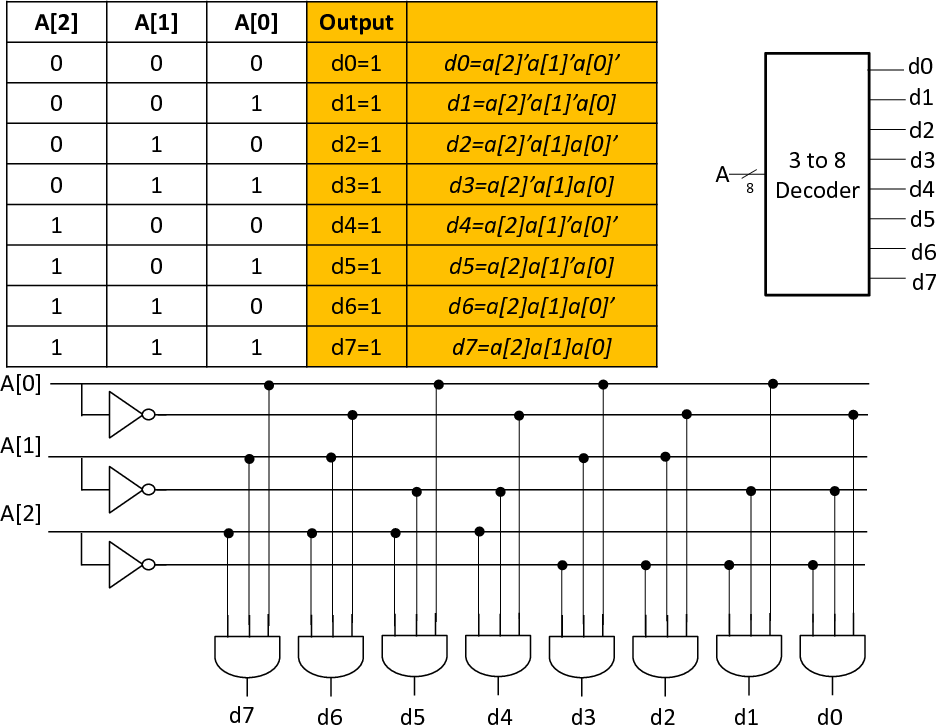 A[2] A[1] A[0] Output
0 0 0 d0=1 d0=a[2]’a[1]’a[0]’
0 0 1 d1=1 d1=a[2]’a[1]’a[0]
0 1 0 d2=1 d2=a[2]’a[1]a[0]’
0 1 1 d3=1 d3=a[2]’a[1]a[0]
1 0 0 d4=1 d4=a[2]a[1]’a[0]’
1 0 1 d5=1 d5=a[2]a[1]’a[0]
1 1 0 d6=1 d6=a[2]a[1]a[0]’
1 1 1 d7=1 d7=a[2]a[1]a[0]
A
8
3 to 8
Decoder
d0
d1
d2
d3
d4
d5
d6
d7
A[0]
A[1]
A[2]
d7 d6 d5 d4 d3 d2 d1 d0